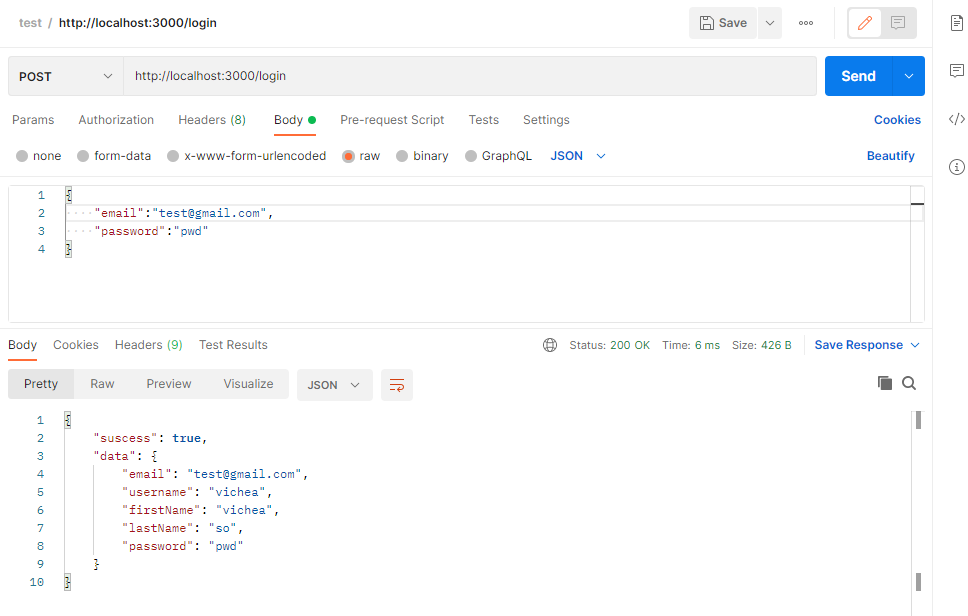 test / http://localhost:3000/login Save
POST http://localhost:3000/login Send
Params Authorization Headers (8) Body Pre-request Script Tests Settings Cookies
none form-data x-www-form-urlencoded raw binary GraphQL JSON Beautify
1 {
2 "email":"test@gmail.com",
3 "password":"pwd"
4 }
Body Cookies Headers (9) Test Results Status: 200 OK Time: 6 ms Size: 426 B Save Response
Pretty Raw Preview Visualize JSON
1 {
2 "suscess": true,
3 "data": {
4 "email": "test@gmail.com",
5 "username": "vichea",
6 "firstName": "vichea",
7 "lastName": "so",
8 "password": "pwd"
9 }
10 }